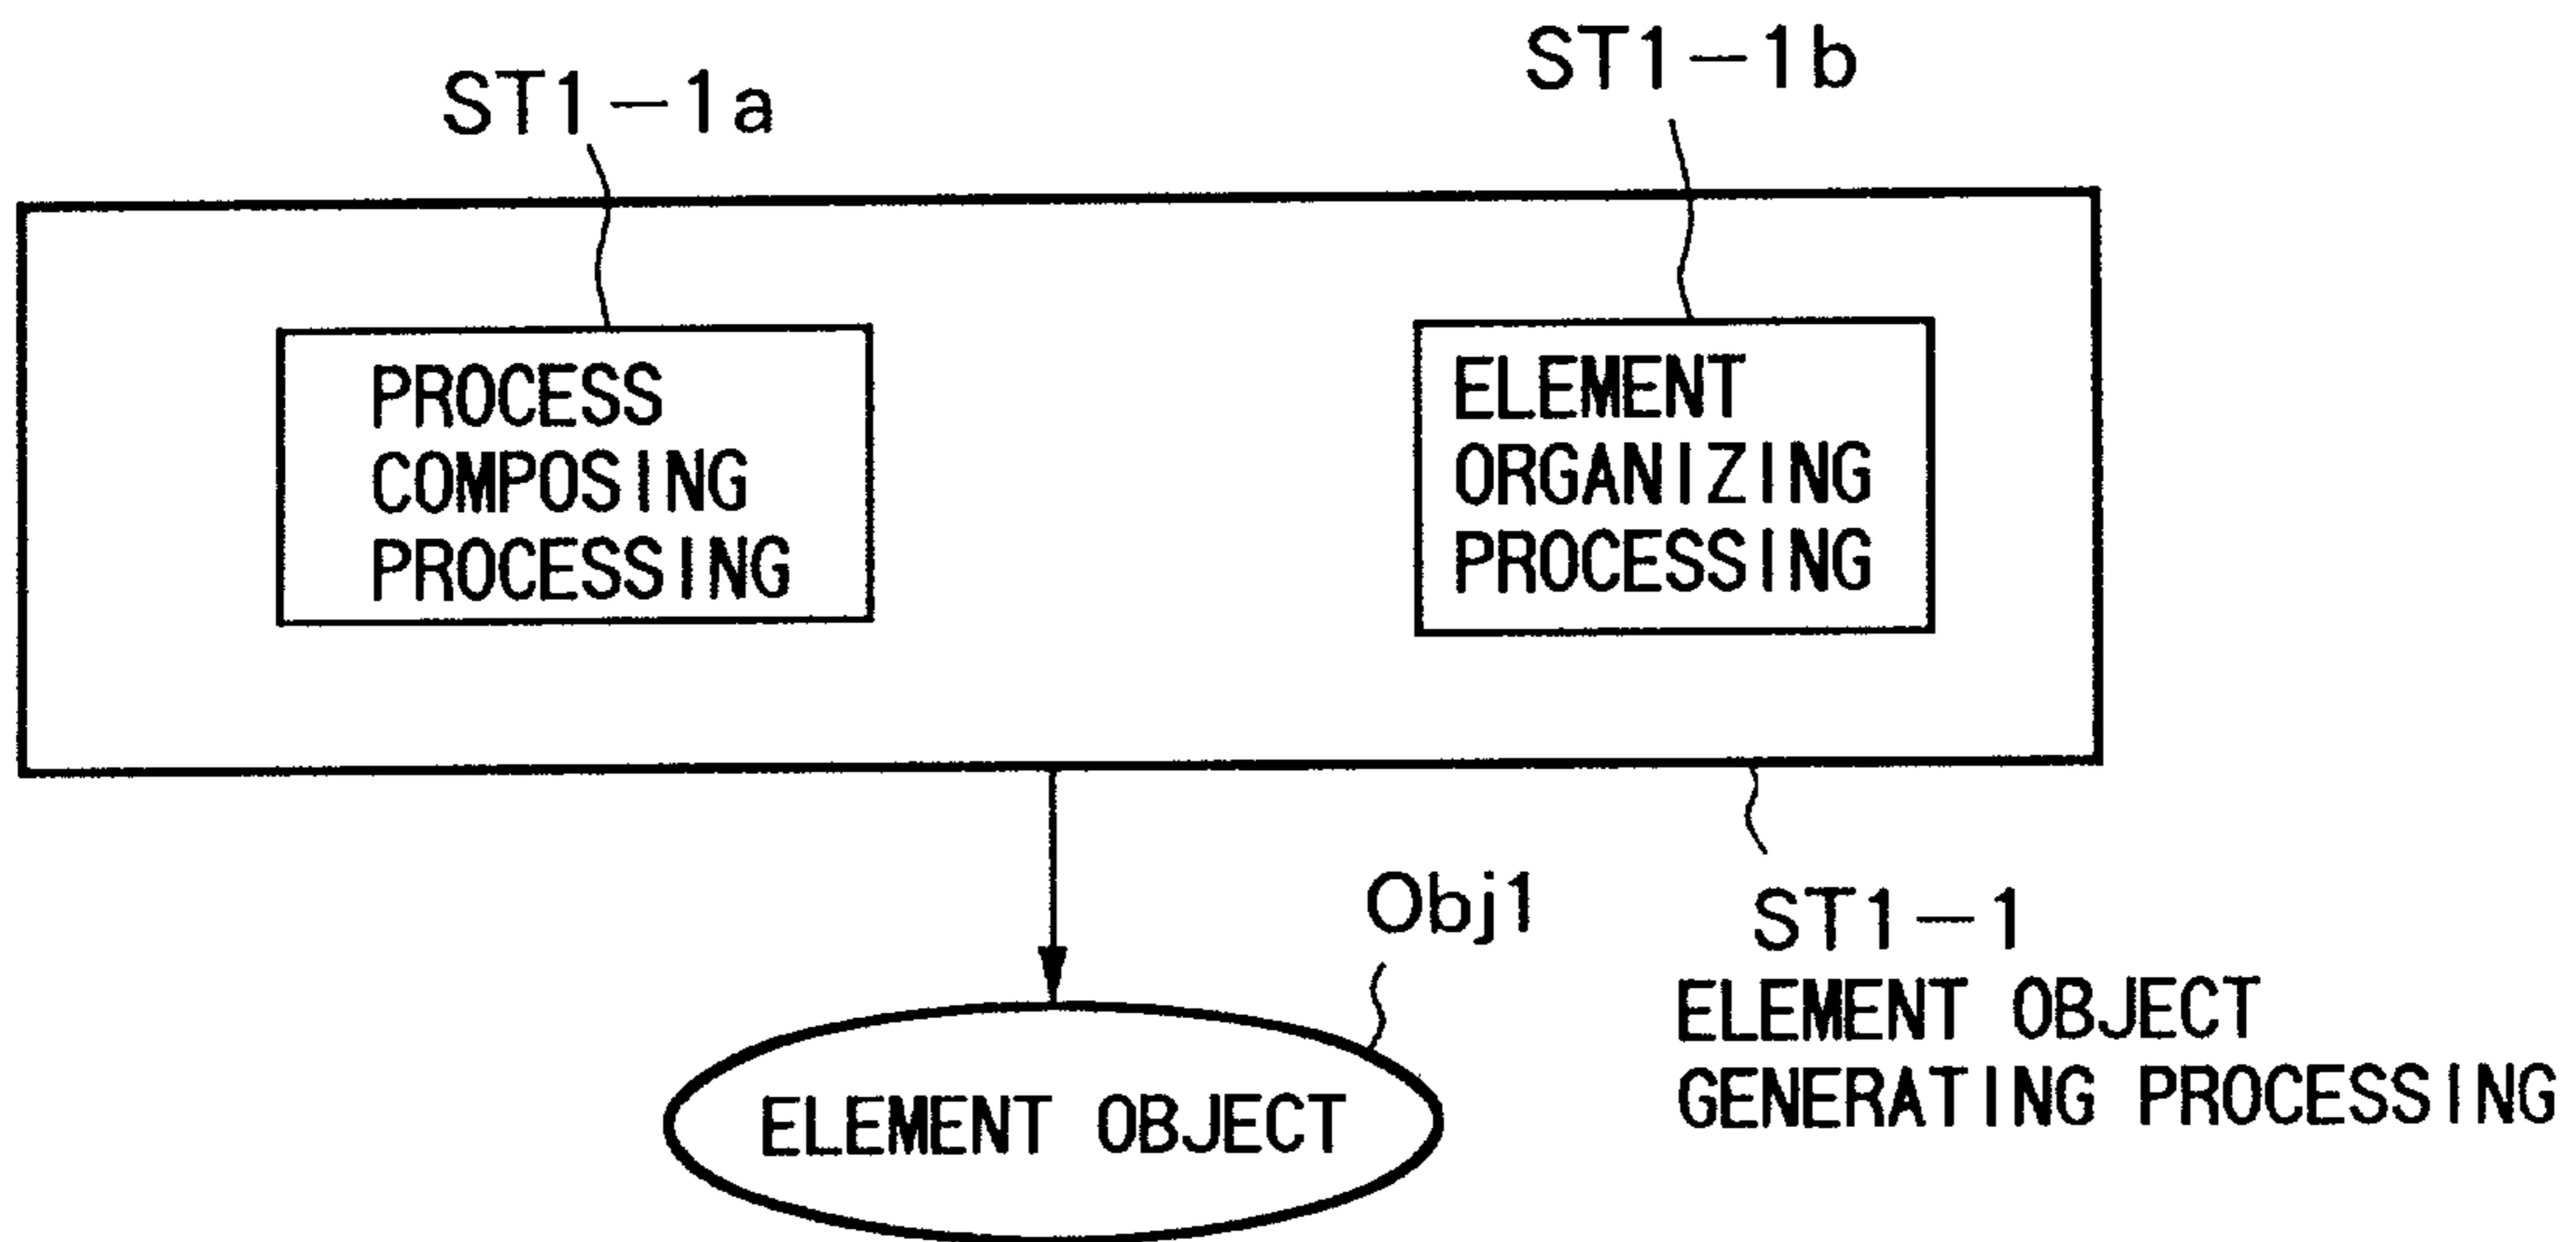 ST1-1a
ST1-1b
PROCESS
COMPOSING
PROCESSING
ELEMENT
ORGANIZING
PROCESSING
Obj1
ST1-1
ELEMENT OBJECT
GENERATING PROCESSING
ELEMENT OBJECT